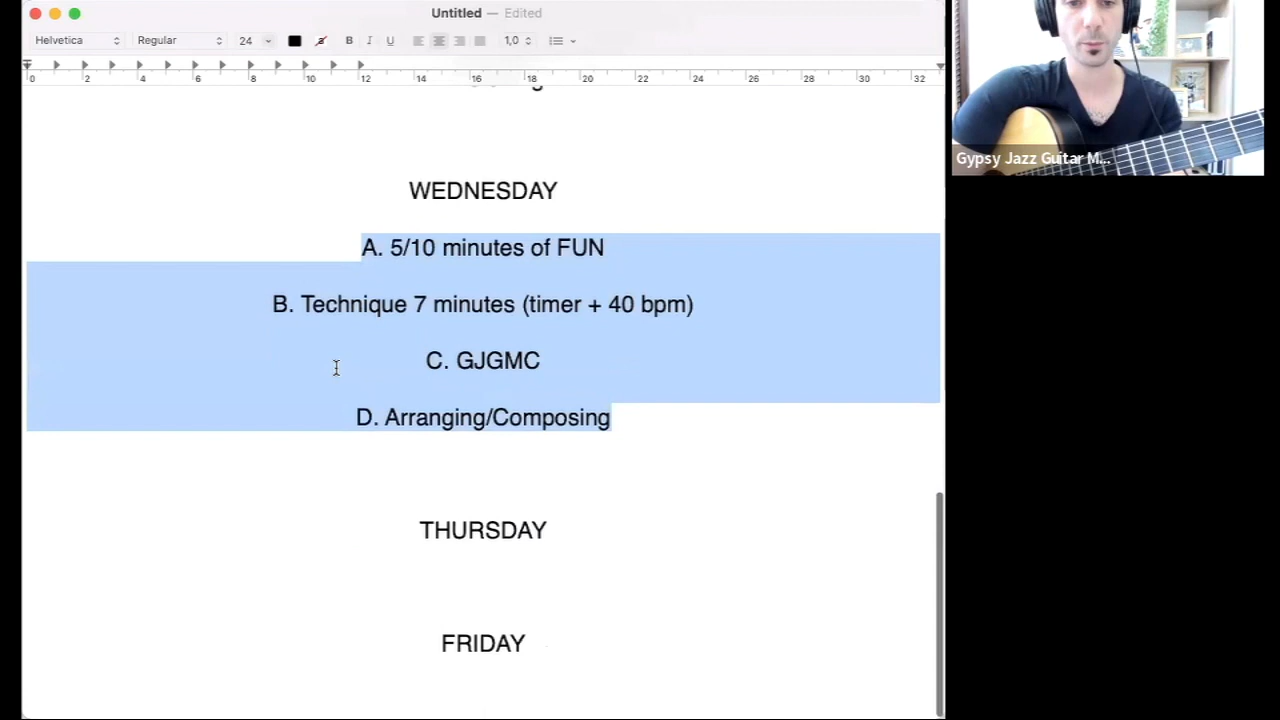 Untitled — Edited
Helvetica Regular 24 a B I U 1,0
0 2 4 6 8 10 12 14 16 18 20 22 24 26 28 30 32
WEDNESDAY
A. 5/10 minutes of FUN
B. Technique 7 minutes (timer + 40 bpm)
C. GJGMC
D. Arranging/Composing
THURSDAY
FRIDAY
Gypsy Jazz Guitar M...